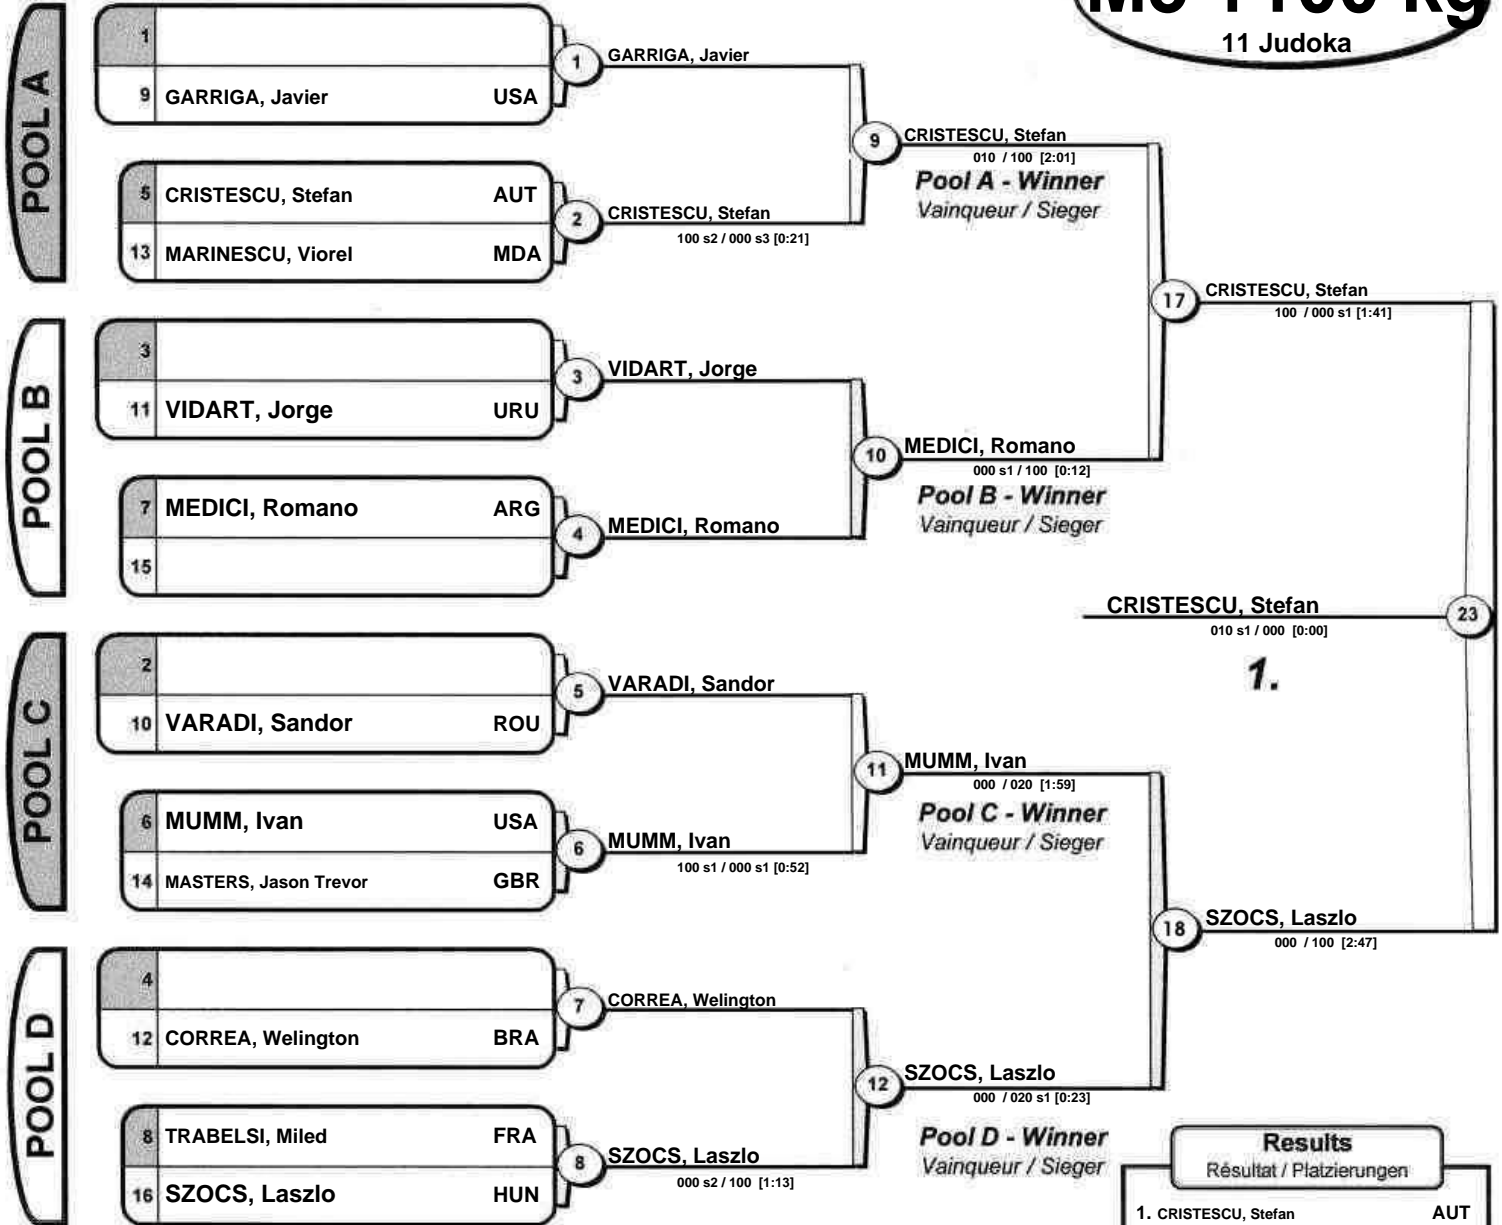 11 Judoka
POOL A
1
9 GARRIGA, Javier USA
1
GARRIGA, Javier
5 CRISTESCU, Stefan AUT
13 MARINESCU, Viorel MDA
2
CRISTESCU, Stefan
100 s2 / 000 s3 [0:21]
9
CRISTESCU, Stefan
010 / 100 [2:01]
Pool A - Winner
Vainqueur / Sieger
POOL B
3
11 VIDART, Jorge URU
3
VIDART, Jorge
7 MEDICI, Romano ARG
15
4
MEDICI, Romano
10
MEDICI, Romano
000 s1 / 100 [0:12]
Pool B - Winner
Vainqueur / Sieger
17
CRISTESCU, Stefan
100 / 000 s1 [1:41]
CRISTESCU, Stefan
23
010 s1 / 000 [0:00]
1.
POOL C
2
10 VARADI, Sandor ROU
5
VARADI, Sandor
6 MUMM, Ivan USA
14 MASTERS, Jason Trevor GBR
6
MUMM, Ivan
100 s1 / 000 s1 [0:52]
11
MUMM, Ivan
000 / 020 [1:59]
Pool C - Winner
Vainqueur / Sieger
POOL D
4
12 CORREA, Welington BRA
7
CORREA, Welington
8 TRABELSI, Miled FRA
16 SZOCS, Laszlo HUN
8
SZOCS, Laszlo
000 s2 / 100 [1:13]
12
SZOCS, Laszlo
000 / 020 s1 [0:23]
Pool D - Winner
Vainqueur / Sieger
18
SZOCS, Laszlo
000 / 100 [2:47]
Results
Résultat / Platzierungen
1. CRISTESCU, Stefan AUT